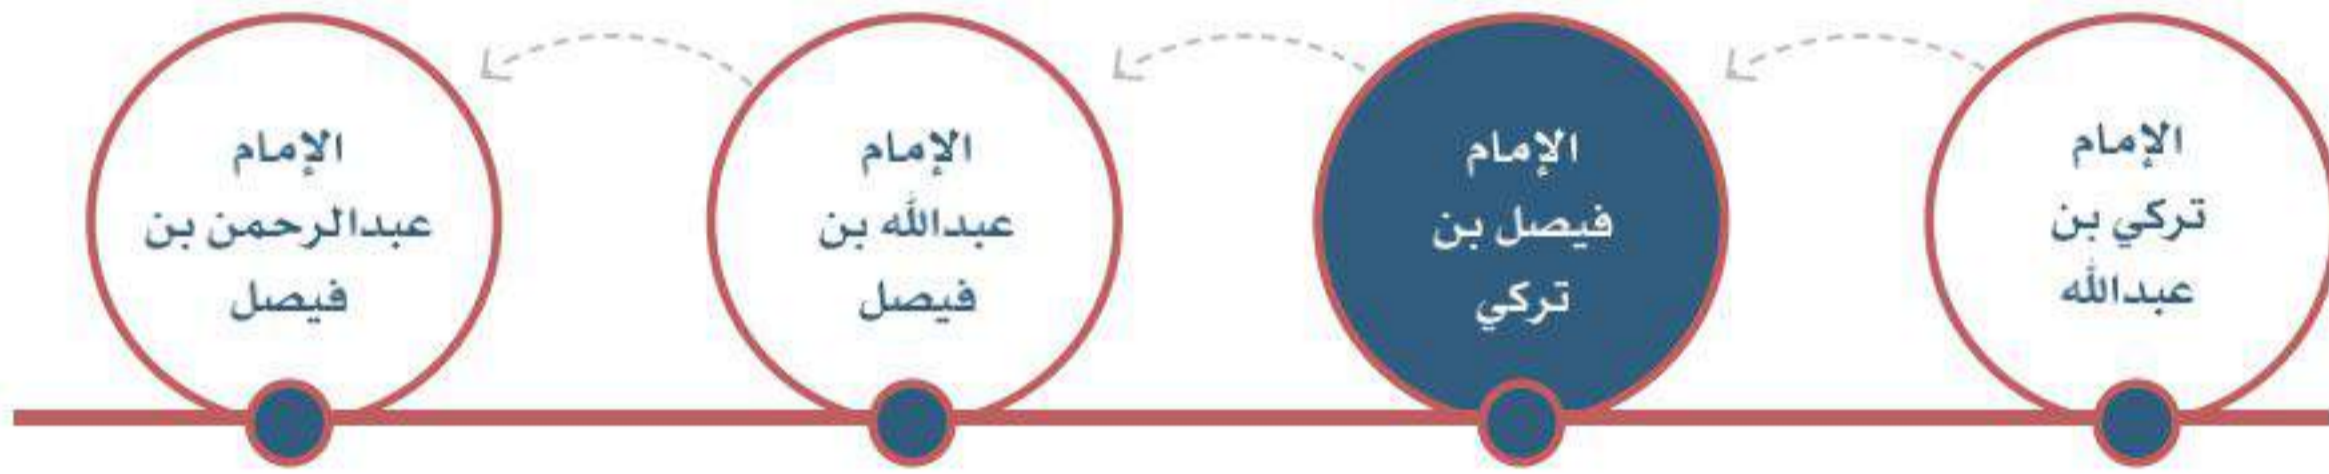 الإمام
تركي بن
عبدالله
الإمام
فيصل بن
تركي
الإمام
عبدالله بن
فيصل
الإمام
عبدالرحمن بن
فيصل